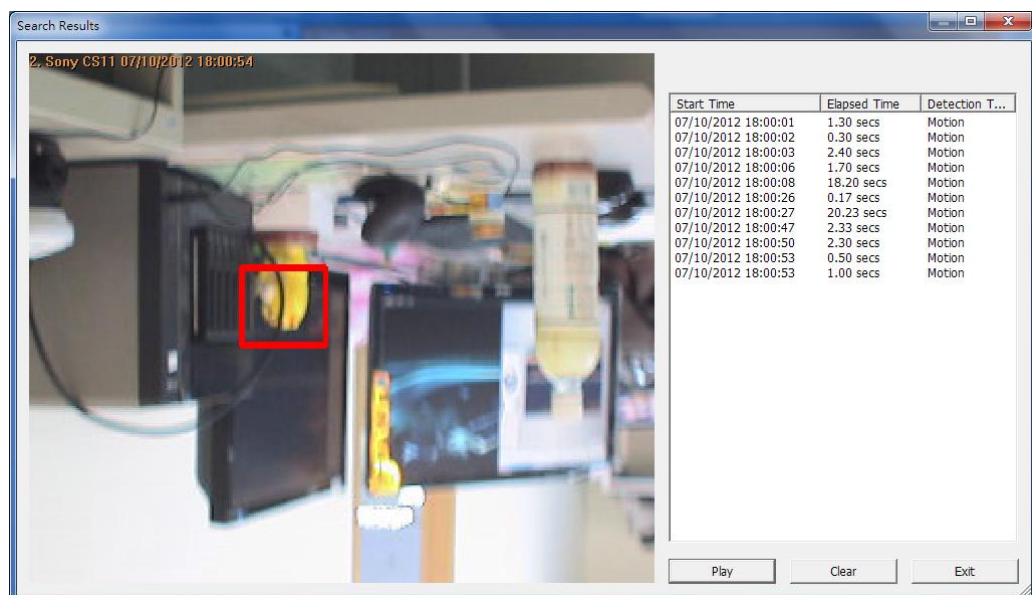 Search Results
2, Sony CS11 07/10/2012 18:00:54
Start Time Elapsed Time Detection T...
07/10/2012 18:00:01 1.30 secs Motion
07/10/2012 18:00:02 0.30 secs Motion
07/10/2012 18:00:03 2.40 secs Motion
07/10/2012 18:00:06 1.70 secs Motion
07/10/2012 18:00:08 18.20 secs Motion
07/10/2012 18:00:26 0.17 secs Motion
07/10/2012 18:00:27 20.23 secs Motion
07/10/2012 18:00:47 2.33 secs Motion
07/10/2012 18:00:50 2.30 secs Motion
07/10/2012 18:00:53 0.50 secs Motion
07/10/2012 18:00:53 1.00 secs Motion
Play Clear Exit